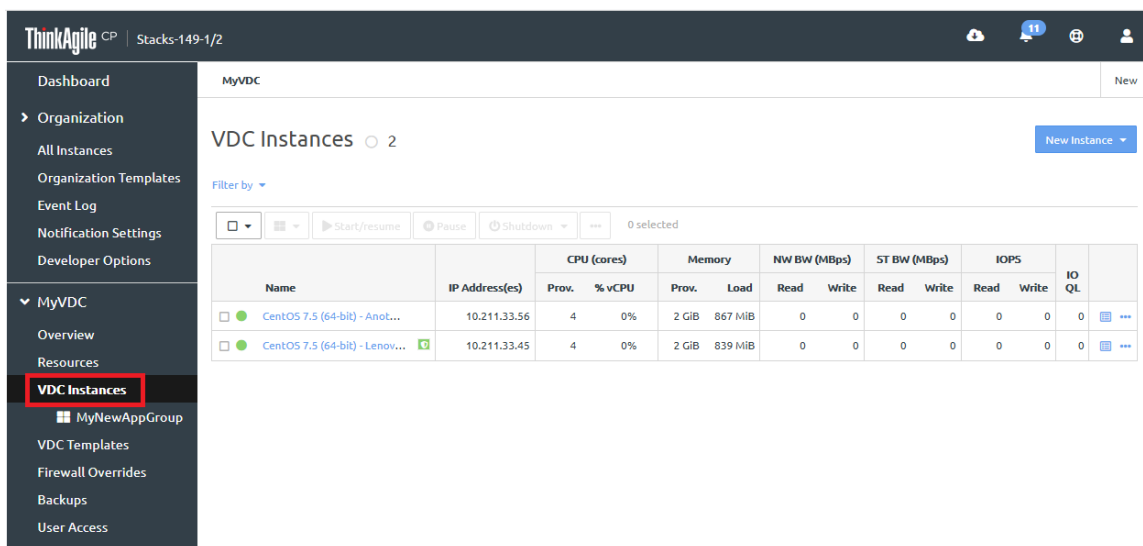 ThinkAgile CP | Stacks-149-1/2
11
Dashboard
Organization
All Instances
Organization Templates
Event Log
Notification Settings
Developer Options
MyVDC
Overview
Resources
VDC Instances
MyNewAppGroup
VDC Templates
Firewall Overrides
Backups
User Access
MyVDC
New
VDC Instances 2
New Instance
Filter by
Start/resume Pause Shutdown ... 0 selected
CPU (cores) Memory NW BW (MBps) ST BW (MBps) IOPS
Name IP Address(es) Prov. % vCPU Prov. Load Read Write Read Write Read Write IO QL
CentOS 7.5 (64-bit) - Anot... 10.211.33.56 4 0% 2 GiB 867 MiB 0 0 0 0 0 0 0 ...
CentOS 7.5 (64-bit) - Lenov... 10.211.33.45 4 0% 2 GiB 839 MiB 0 0 0 0 0 0 0 ...